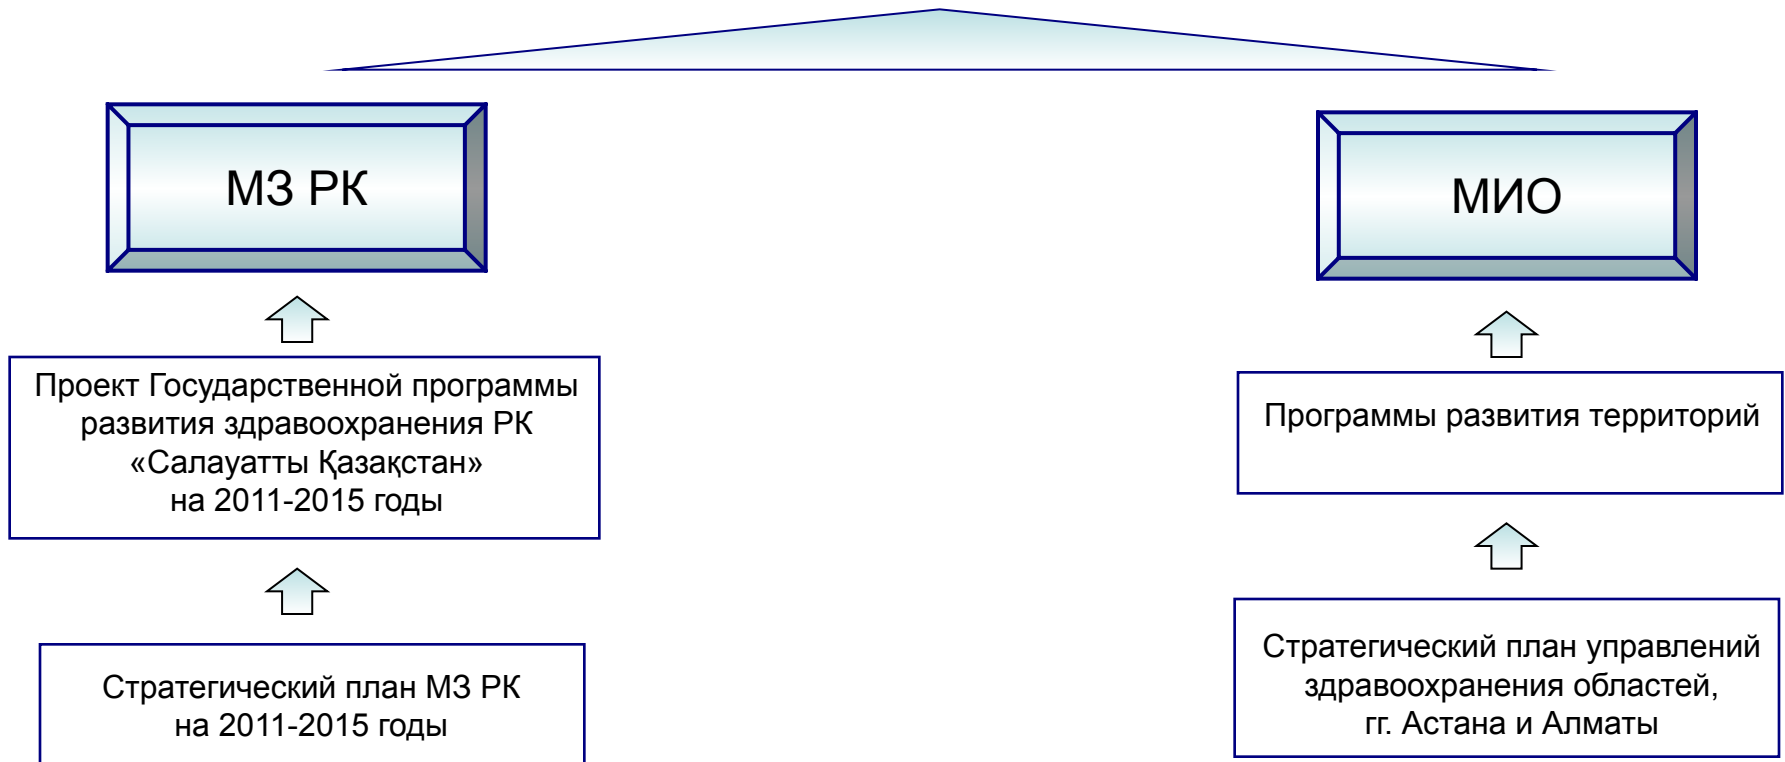 МЗ РК
МИО
Проект Государственной программы
развития здравоохранения РК
«Салауатты Қазақстан»
на 2011-2015 годы
Программы развития территорий
Стратегический план МЗ РК
на 2011-2015 годы
Стратегический план управлений
здравоохранения областей,
гг. Астана и Алматы